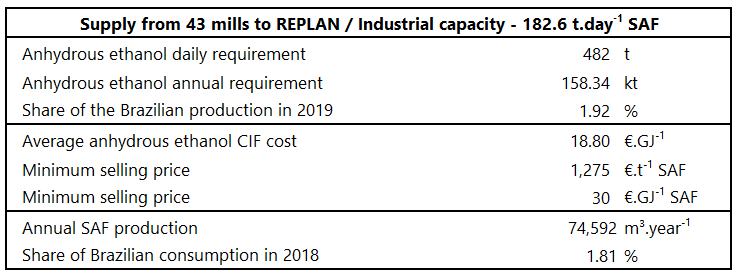 Supply from 43 mills to REPLAN / Industrial capacity - 182.6 t.day⁻¹ SAF
Anhydrous ethanol daily requirement 482 t
Anhydrous ethanol annual requirement 158.34 kt
Share of the Brazilian production in 2019 1.92 %
Average anhydrous ethanol CIF cost 18.80 €.GJ⁻¹
Minimum selling price 1,275 €.t⁻¹ SAF
Minimum selling price 30 €.GJ⁻¹ SAF
Annual SAF production 74,592 m³.year⁻¹
Share of Brazilian consumption in 2018 1.81 %